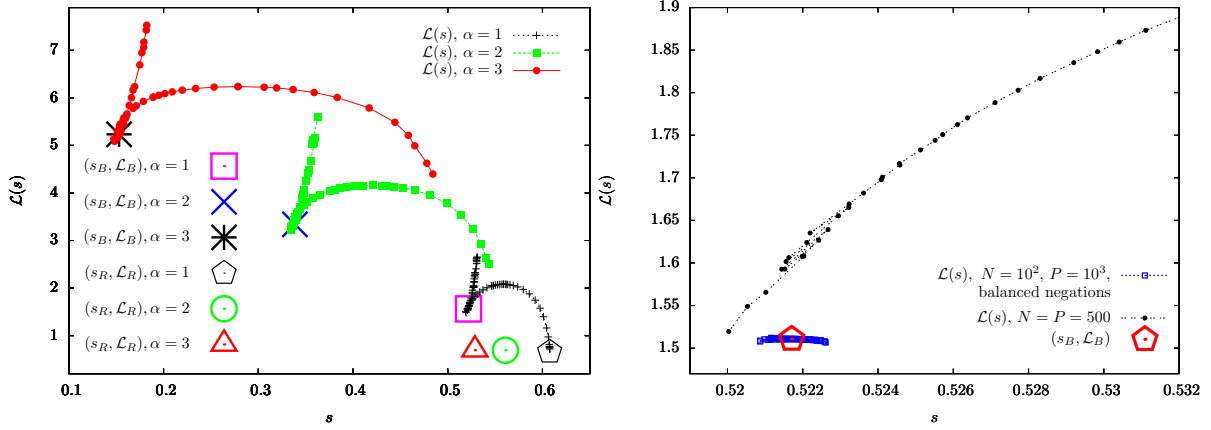 7
6
5
4
3
2
1
ℒ(s)
0.1 0.2 0.3 0.4 0.5 0.6
s
ℒ(s), α = 1
ℒ(s), α = 2
ℒ(s), α = 3
(s_B, ℒ_B), α = 1
(s_B, ℒ_B), α = 2
(s_B, ℒ_B), α = 3
(s_R, ℒ_R), α = 1
(s_R, ℒ_R), α = 2
(s_R, ℒ_R), α = 3
1.9
1.85
1.8
1.75
1.7
1.65
1.6
1.55
1.5
ℒ(s)
0.52 0.522 0.524 0.526 0.528 0.53 0.532
s
ℒ(s), N = 10², P = 10³,
balanced negations
ℒ(s), N = P = 500
(s_B, ℒ_B)